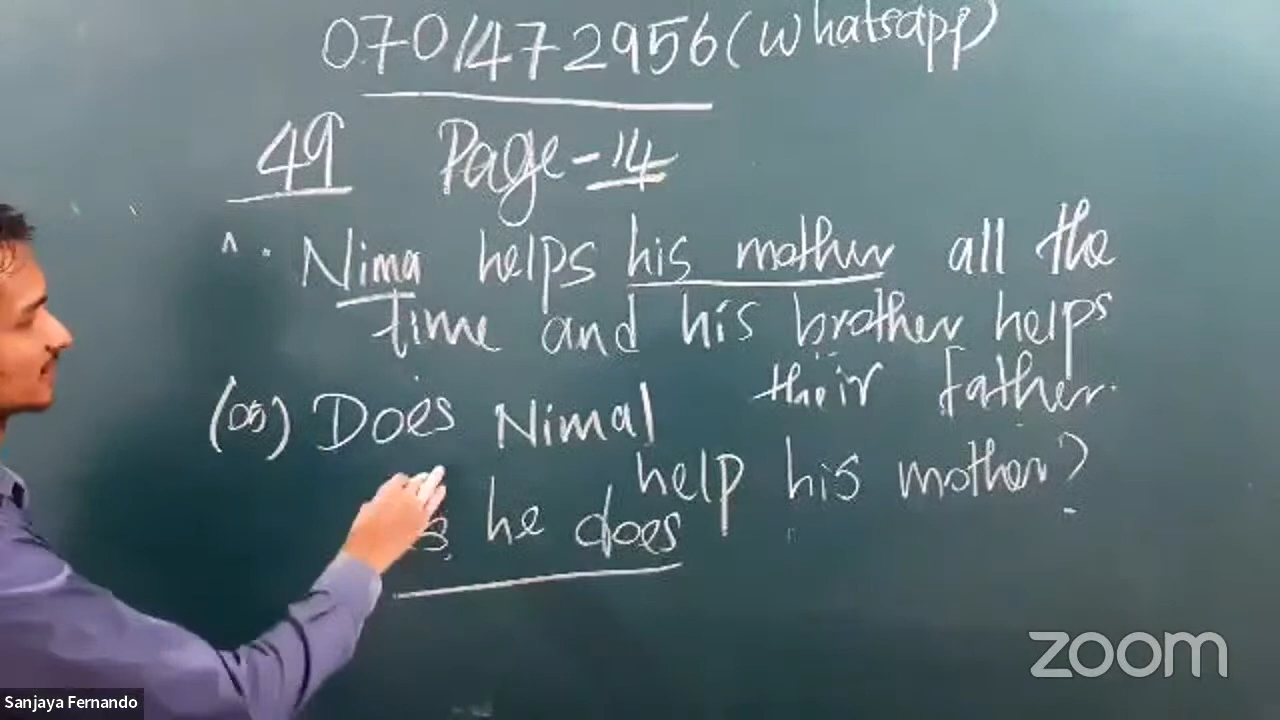 0701472956 (Whatsapp)
49 Page-14
Nima helps his mother all the
time and his brother helps
their father.
(05) Does Nimal
help his mother?
he does
zoom
Sanjaya Fernando